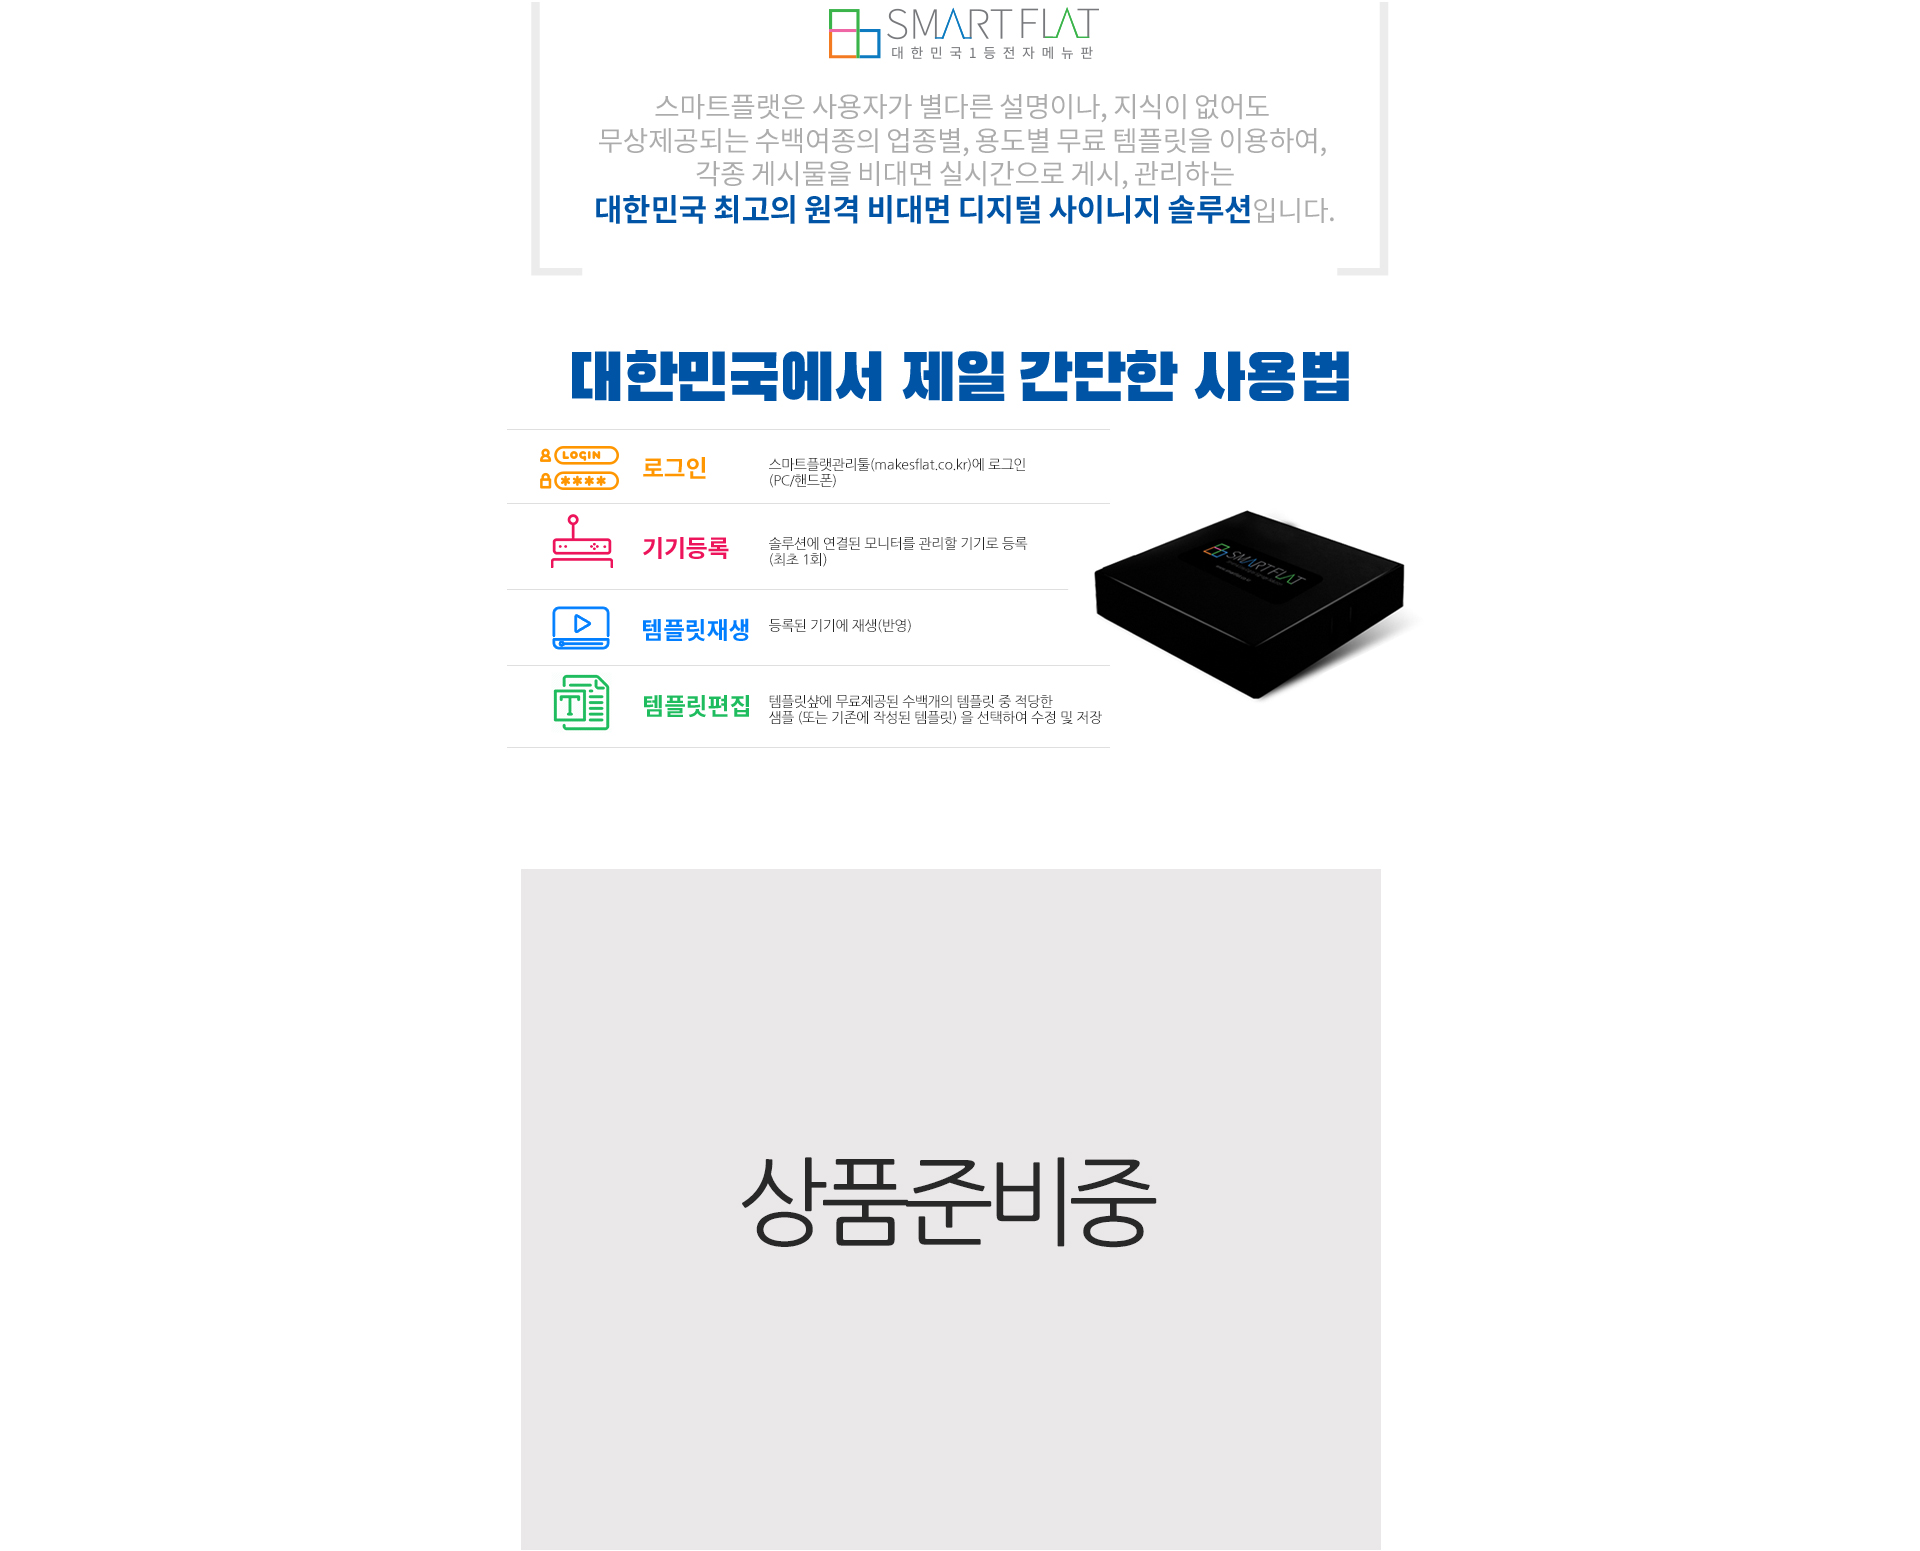 SMART FLAT
대한민국1등전자메뉴판
스마트플랫은 사용자가 별다른 설명이나, 지식이 없어도
무상제공되는 수백여종의 업종별, 용도별 무료 템플릿을 이용하여,
각종 게시물을 비대면 실시간으로 게시, 관리하는
대한민국 최고의 원격 비대면 디지털 사이니지 솔루션입니다.
대한민국에서 제일 간단한 사용법
LOGIN
****
로그인
스마트플랫관리툴(makesflat.co.kr)에 로그인
(PC/핸드폰)
기기등록
솔루션에 연결된 모니터를 관리할 기기로 등록
(최초 1회)
템플릿재생
등록된 기기에 재생(반영)
T
템플릿편집
템플릿샾에 무료제공된 수백개의 템플릿 중 적당한
샘플 (또는 기존에 작성된 템플릿) 을 선택하여 수정 및 저장
SMART FLAT
상품준비중